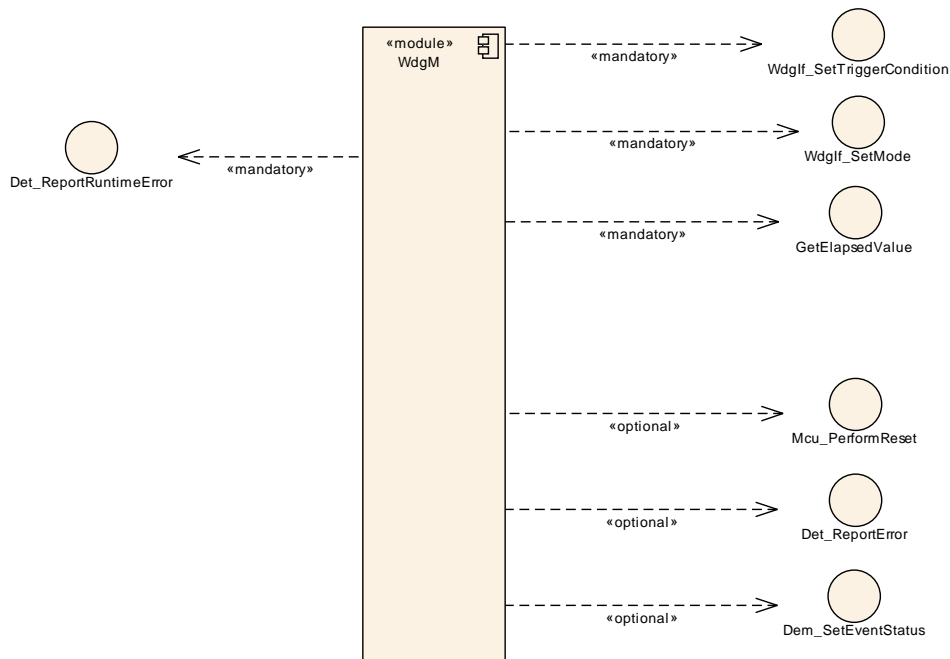 «module»
WdgM
«mandatory»
WdgIf_SetTriggerCondition
«mandatory»
WdgIf_SetMode
«mandatory»
Det_ReportRuntimeError
«mandatory»
GetElapsedValue
«optional»
Mcu_PerformReset
«optional»
Det_ReportError
«optional»
Dem_SetEventStatus